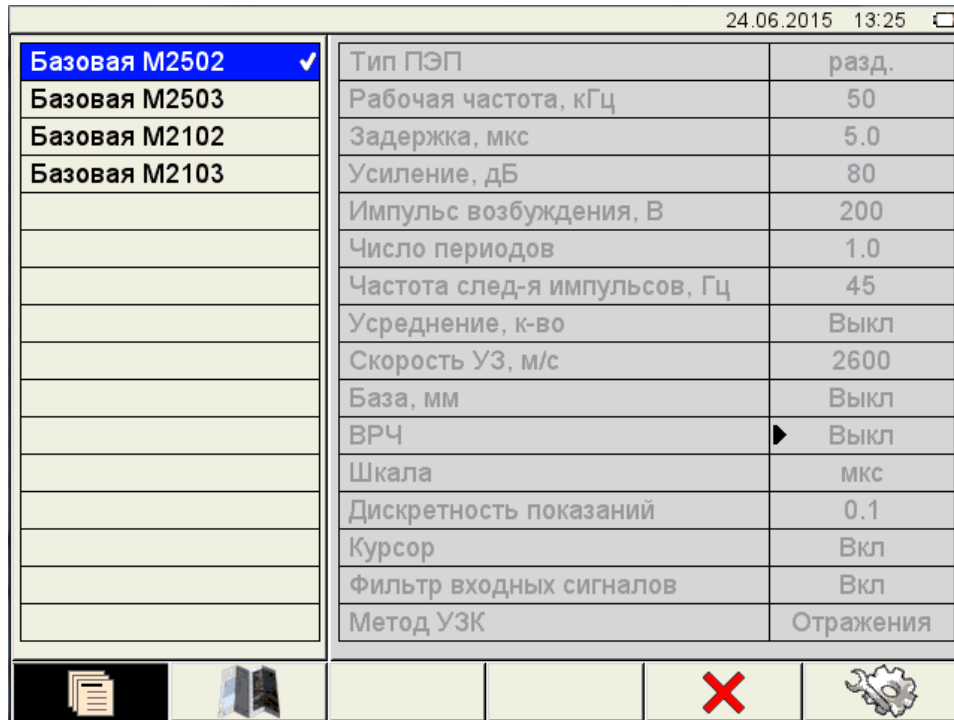 24.06.2015 13:25
Базовая М2502
Базовая М2503
Базовая М2102
Базовая М2103
Тип ПЭП разд.
Рабочая частота, кГц 50
Задержка, мкс 5.0
Усиление, дБ 80
Импульс возбуждения, В 200
Число периодов 1.0
Частота след-я импульсов, Гц 45
Усреднение, к-во Выкл
Скорость УЗ, м/с 2600
База, мм Выкл
ВРЧ Выкл
Шкала мкс
Дискретность показаний 0.1
Курсор Вкл
Фильтр входных сигналов Вкл
Метод УЗК Отражения